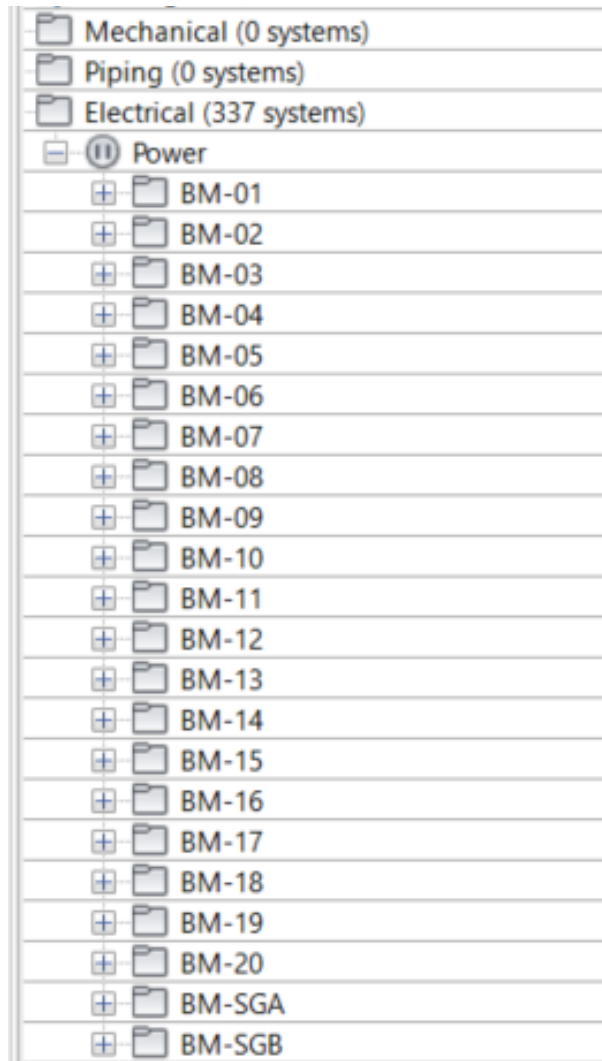 Mechanical (0 systems)
Piping (0 systems)
Electrical (337 systems)
Power
BM-01
BM-02
BM-03
BM-04
BM-05
BM-06
BM-07
BM-08
BM-09
BM-10
BM-11
BM-12
BM-13
BM-14
BM-15
BM-16
BM-17
BM-18
BM-19
BM-20
BM-SGA
BM-SGB